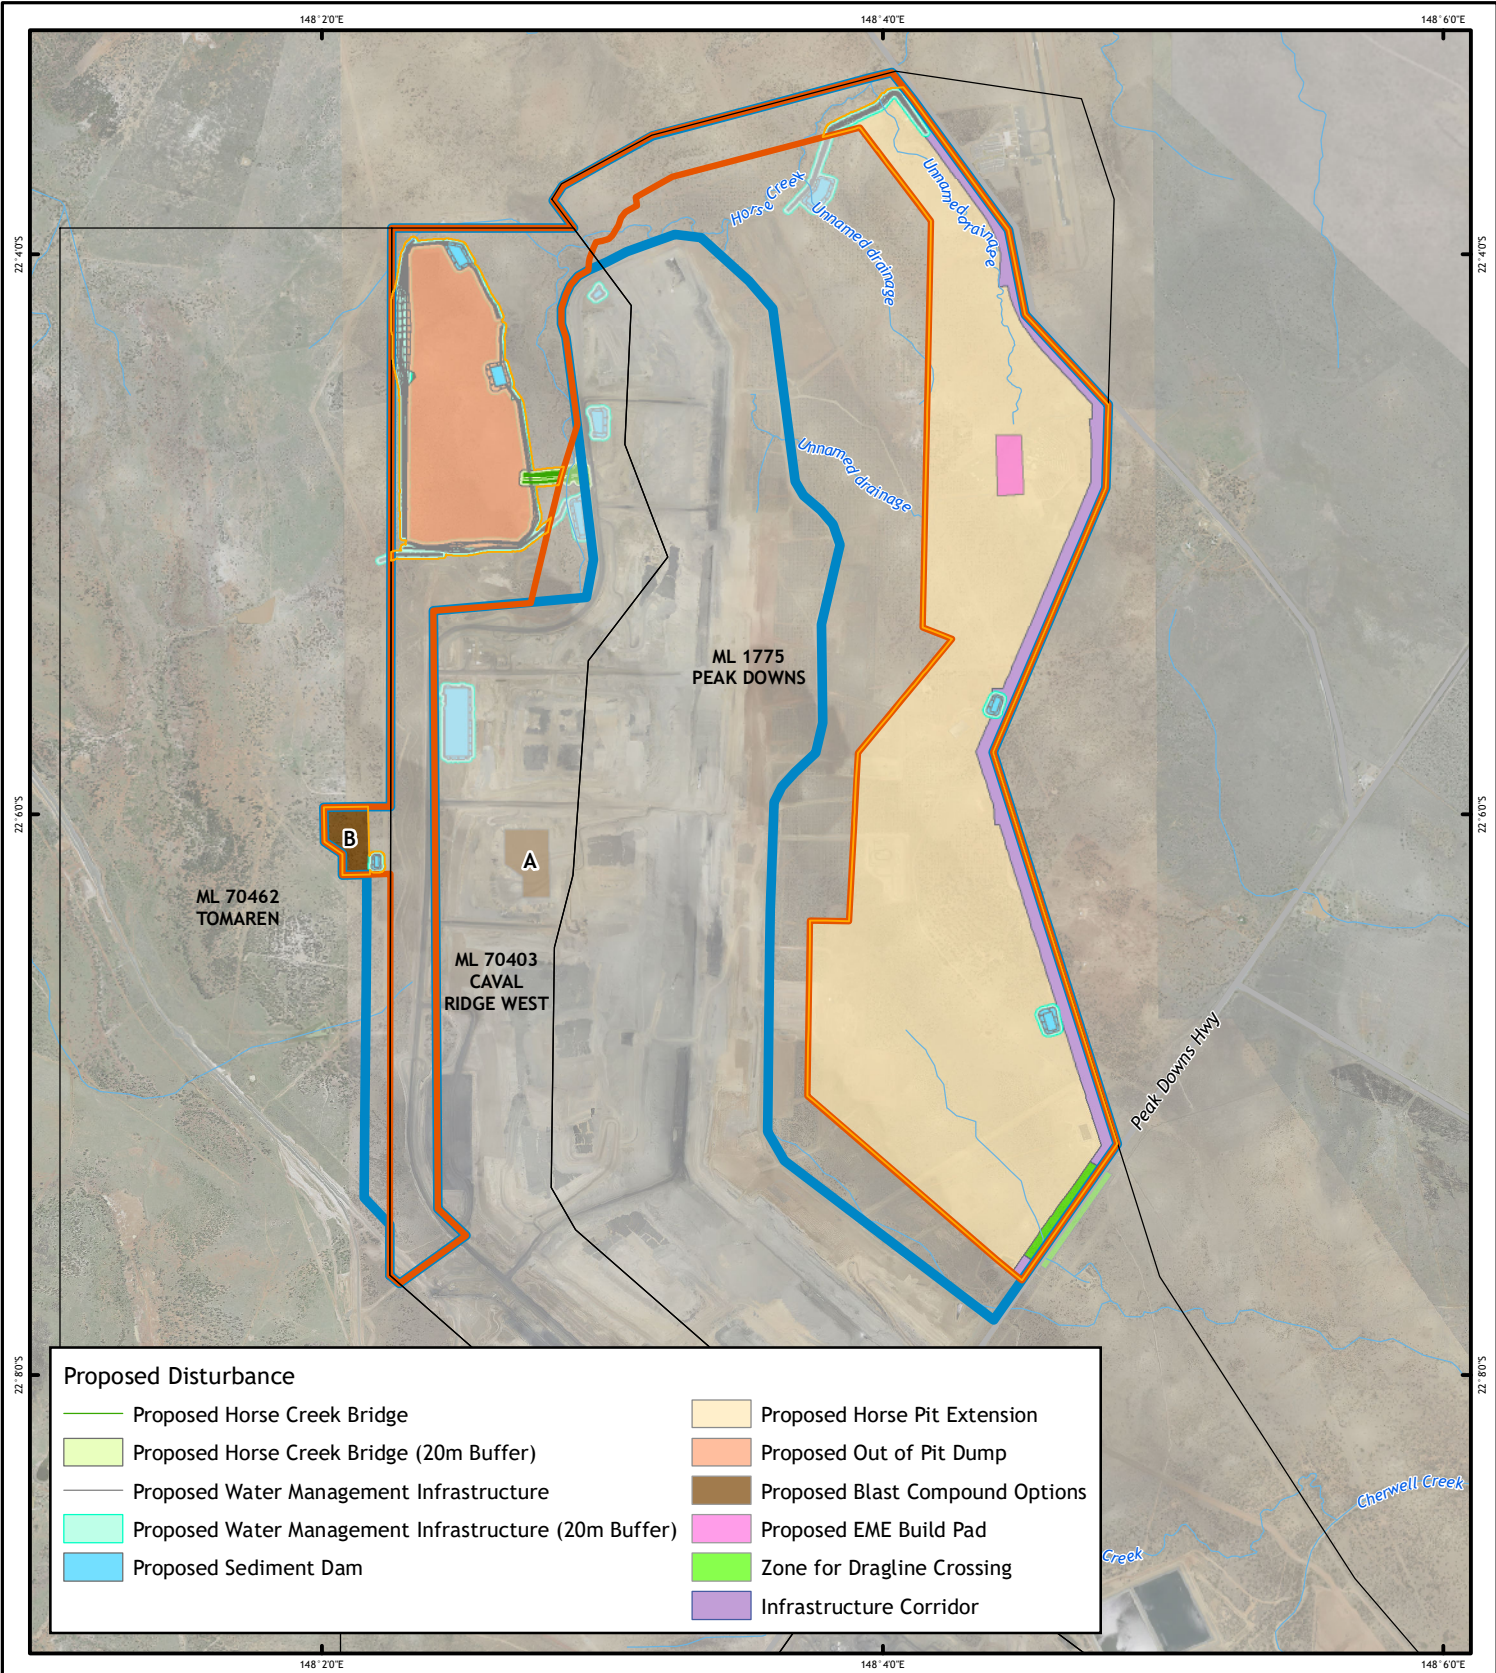 148°2'0"E
148°4'0"E
148°6'0"E
22°4'0"S
22°4'0"S
Horse Creek
Unnamed drainage
Unnamed drainage
Unnamed drainage
ML 1775
PEAK DOWNS
22°6'0"S
22°6'0"S
B
A
ML 70462
TOMAREN
ML 70403
CAVAL
RIDGE WEST
Peak Downs Hwy
22°8'0"S
22°8'0"S
Proposed Disturbance
Proposed Horse Creek Bridge
Proposed Horse Creek Bridge (20m Buffer)
Proposed Water Management Infrastructure
Proposed Water Management Infrastructure (20m Buffer)
Proposed Sediment Dam
Proposed Horse Pit Extension
Proposed Out of Pit Dump
Proposed Blast Compound Options
Proposed EME Build Pad
Zone for Dragline Crossing
Infrastructure Corridor
Cherwell Creek
Creek
148°2'0"E
148°4'0"E
148°6'0"E